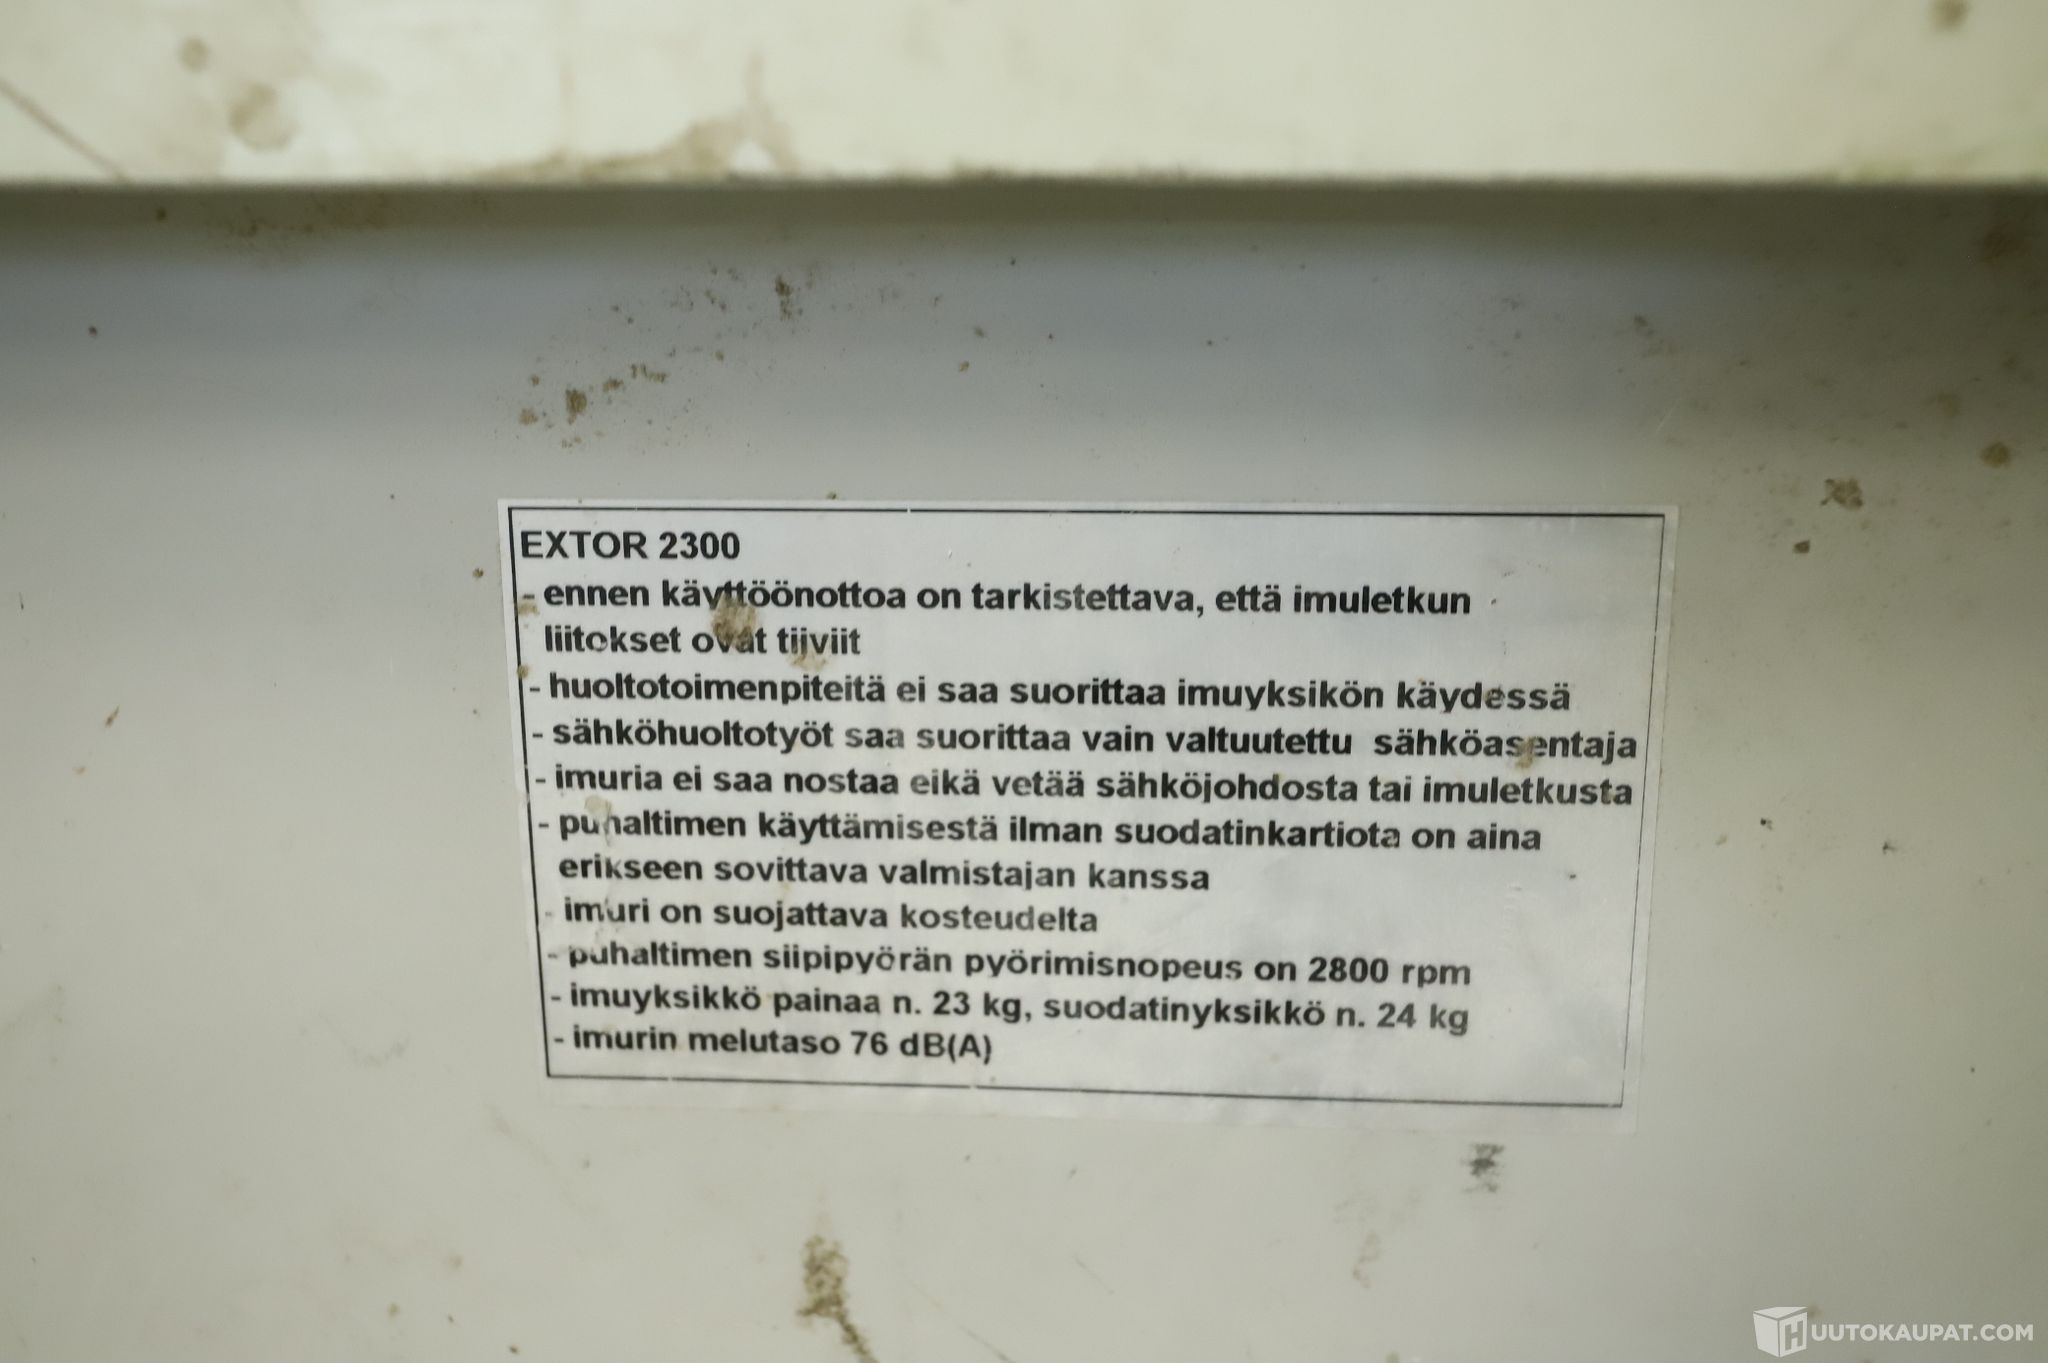 EXTOR 2300
- ennen käyttöönottoa on tarkistettava, että imuletkun
liitokset ovat tiiviit
- huoltotoimenpiteitä ei saa suorittaa imuyksikön käydessä
- sähköhuoltotyöt saa suorittaa vain valtuutettu sähköasentaja
- imuria ei saa nostaa eikä vetää sähköjohdosta tai imuletkusta
- puhaltimen käyttämisestä ilman suodatinkartiota on aina
erikseen sovittava valmistajan kanssa
- imuri on suojattava kosteudelta
- puhaltimen siipipyörän pyörimisnopeus on 2800 rpm
- imuyksikkö painaa n. 23 kg, suodatinyksikkö n. 24 kg
- imurin melutaso 76 dB(A)
HUUTOKAUPAT.COM